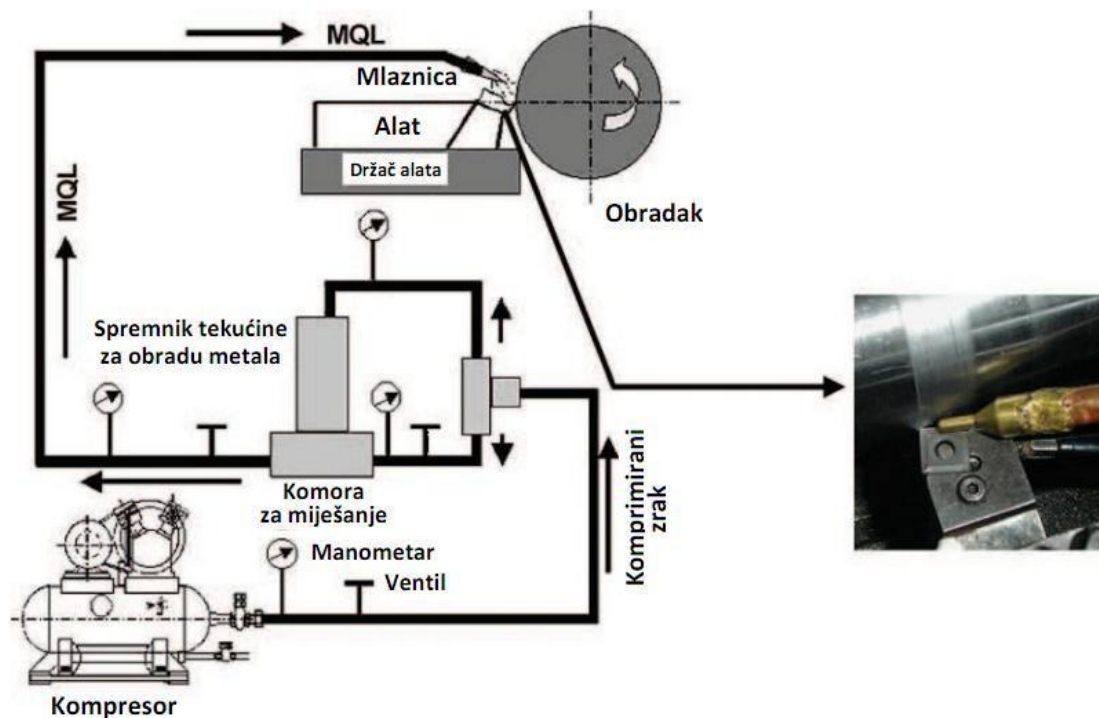 MQL
Mlaznica
Alat
Držač alata
MQL
Obradak
Spremnik tekućine
za obradu metala
Komora
za miješanje
Komprimirani
zrak
Manometar
Ventil
Kompresor